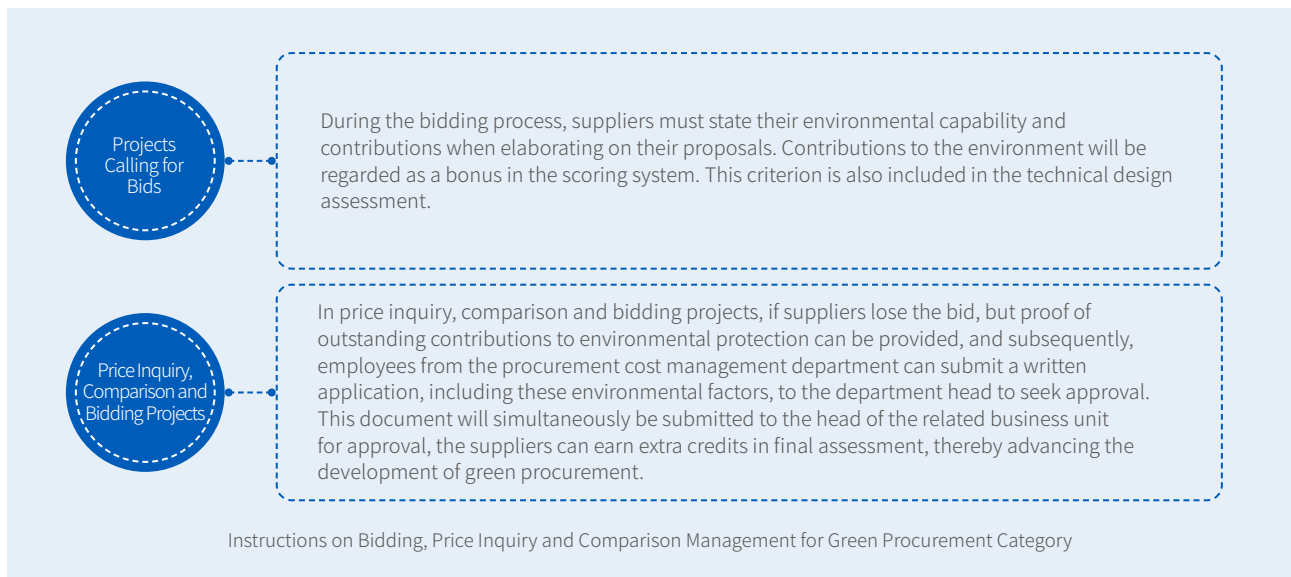 Projects
Calling for
Bids
During the bidding process, suppliers must state their environmental capability and
contributions when elaborating on their proposals. Contributions to the environment will be
regarded as a bonus in the scoring system. This criterion is also included in the technical design
assessment.
Price Inquiry,
Comparison and
Bidding Projects
In price inquiry, comparison and bidding projects, if suppliers lose the bid, but proof of
outstanding contributions to environmental protection can be provided, and subsequently,
employees from the procurement cost management department can submit a written
application, including these environmental factors, to the department head to seek approval.
This document will simultaneously be submitted to the head of the related business unit
for approval, the suppliers can earn extra credits in final assessment, thereby advancing the
development of green procurement.
Instructions on Bidding, Price Inquiry and Comparison Management for Green Procurement Category